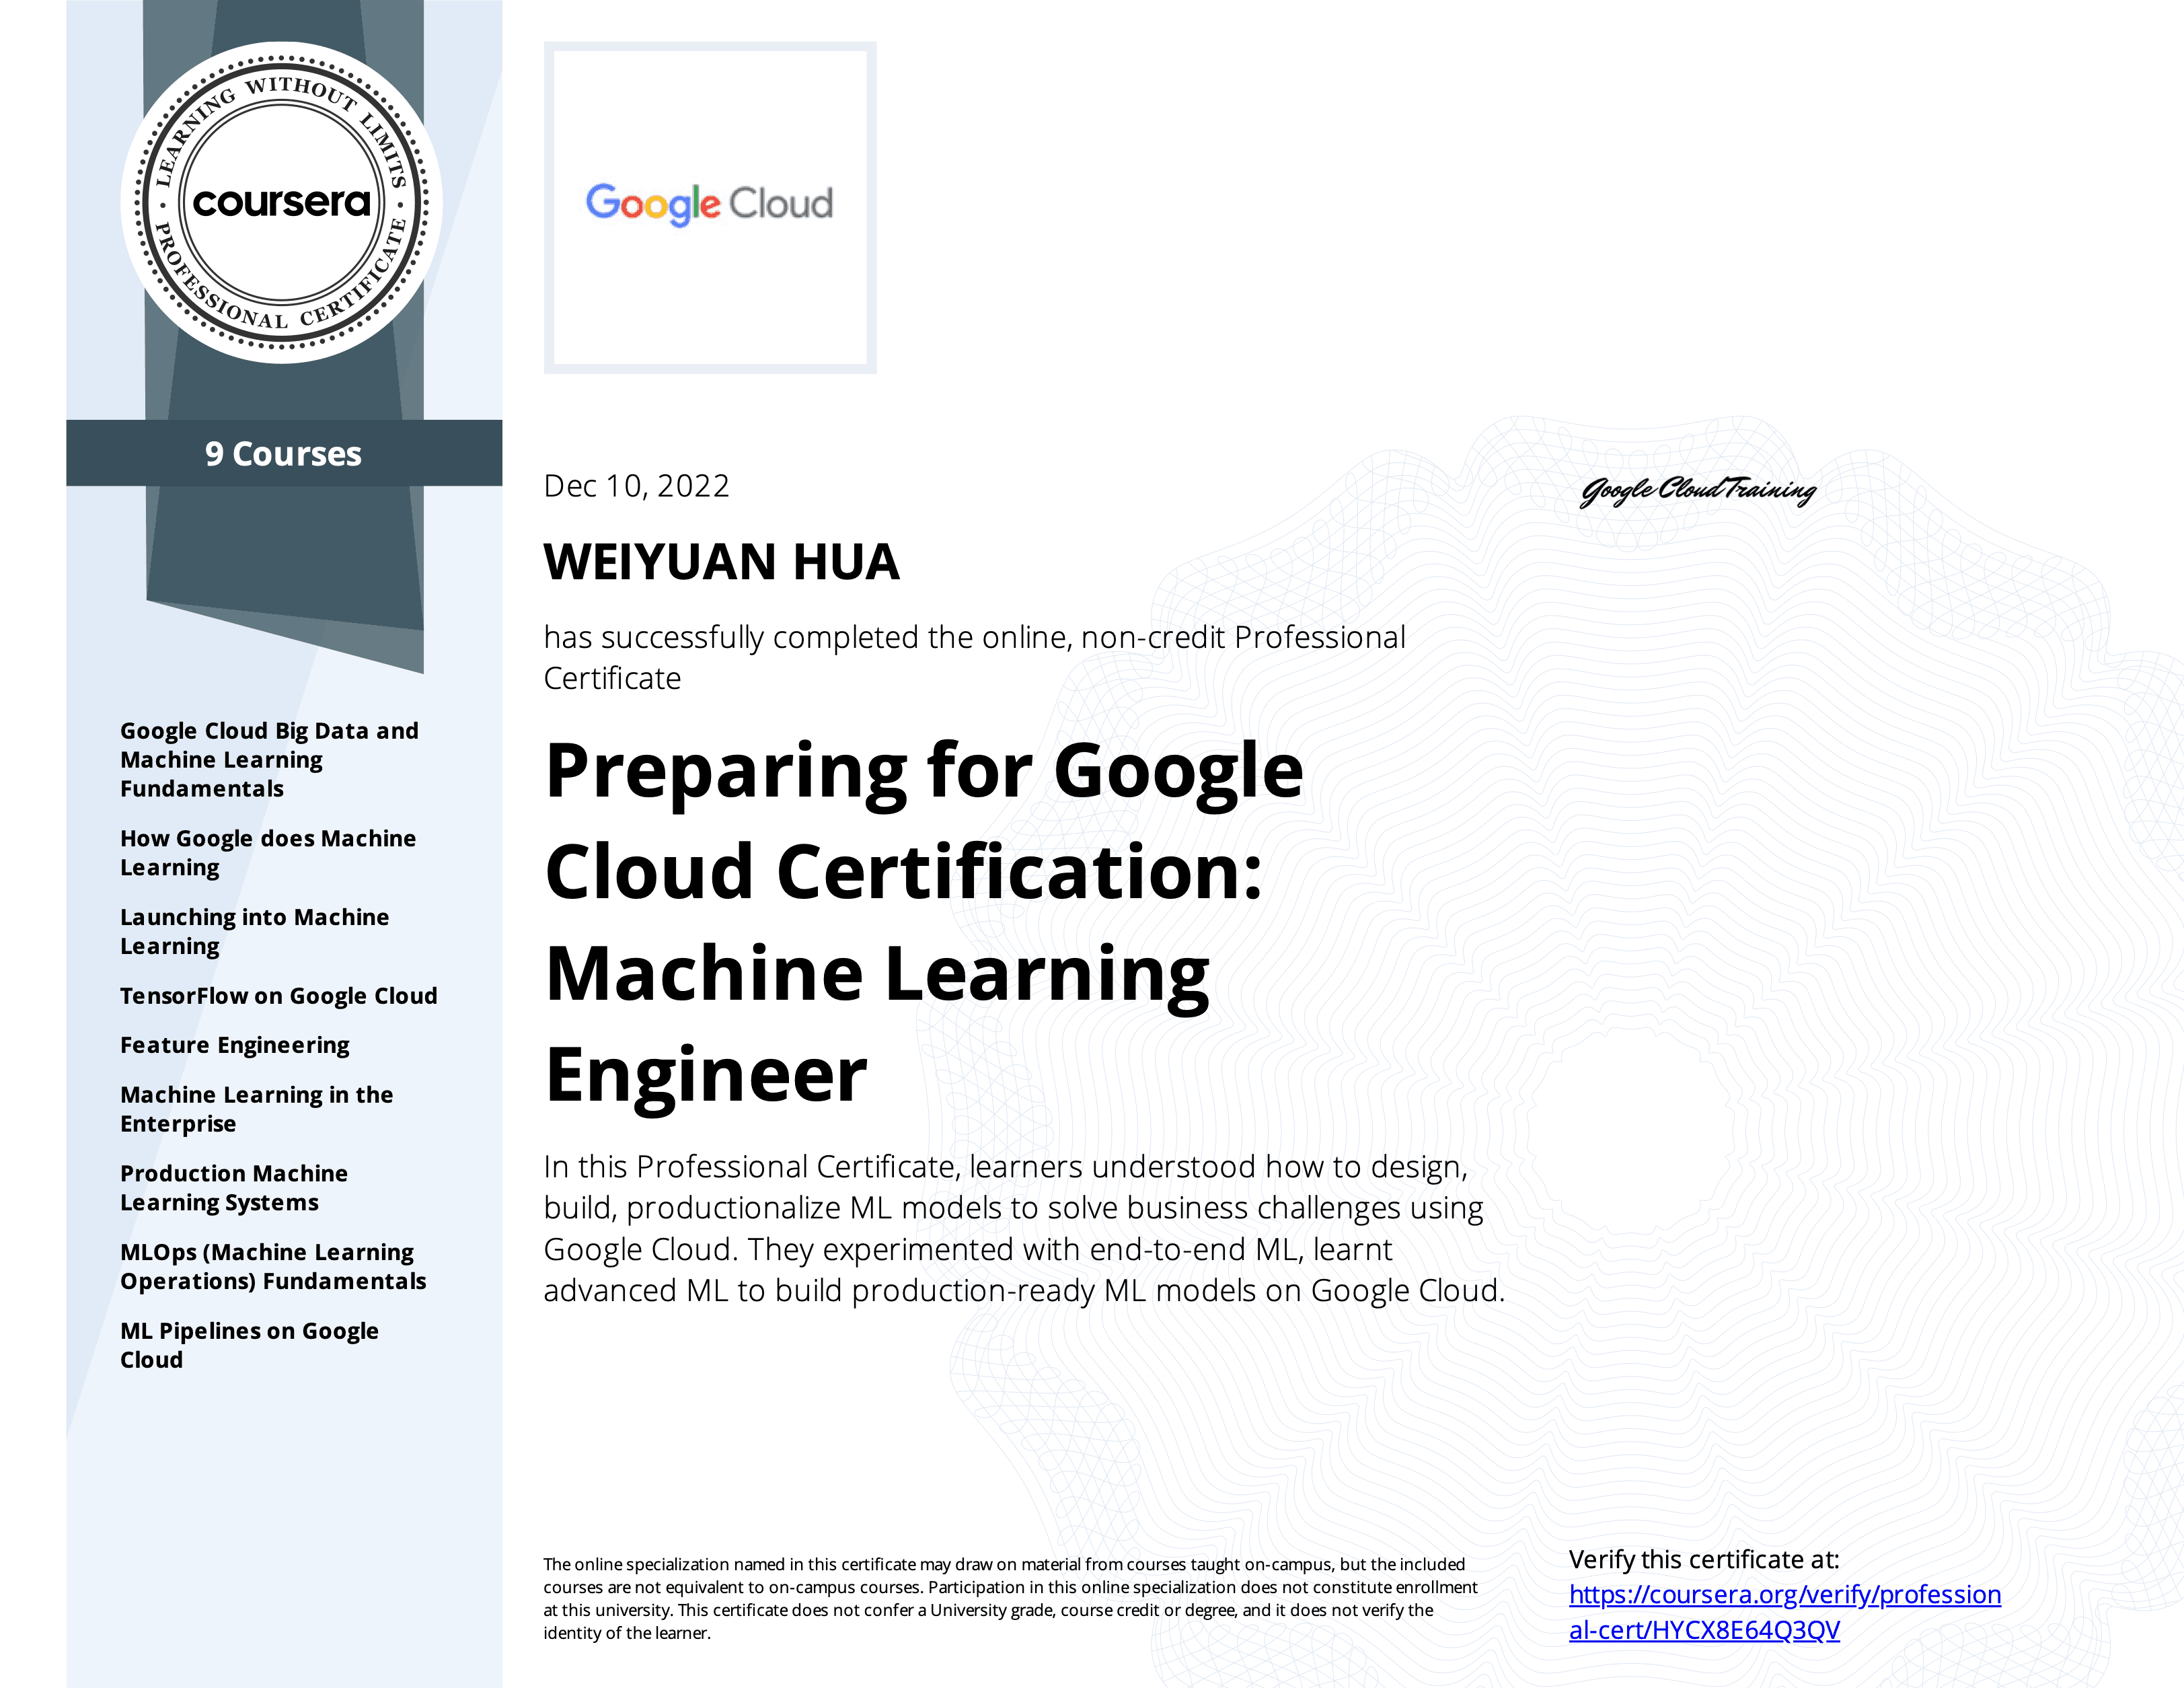 LEARNING WITHOUT LIMITS
coursera
PROFESSIONAL CERTIFICATE
9 Courses
Google Cloud Big Data and
Machine Learning
Fundamentals
How Google does Machine
Learning
Launching into Machine
Learning
TensorFlow on Google Cloud
Feature Engineering
Machine Learning in the
Enterprise
Production Machine
Learning Systems
MLOps (Machine Learning
Operations) Fundamentals
ML Pipelines on Google
Cloud
Google Cloud
Dec 10, 2022
WEIYUAN HUA
has successfully completed the online, non-credit Professional
Certificate
Preparing for Google
Cloud Certification:
Machine Learning
Engineer
In this Professional Certificate, learners understood how to design,
build, productionalize ML models to solve business challenges using
Google Cloud. They experimented with end-to-end ML, learnt
advanced ML to build production-ready ML models on Google Cloud.
Google Cloud Training
The online specialization named in this certificate may draw on material from courses taught on-campus, but the included
courses are not equivalent to on-campus courses. Participation in this online specialization does not constitute enrollment
at this university. This certificate does not confer a University grade, course credit or degree, and it does not verify the
identity of the learner.
Verify this certificate at:
https://coursera.org/verify/profession
al-cert/HYCX8E64Q3QV